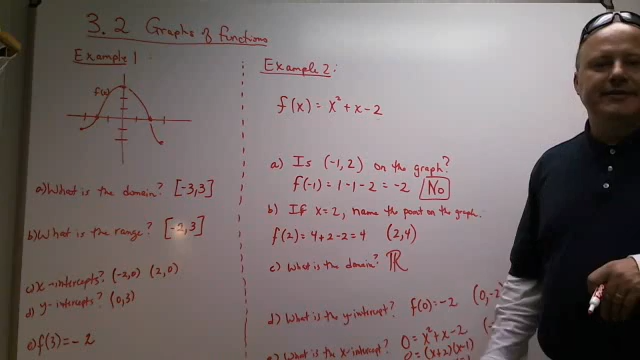 3.2 Graphs of functions
Example 1:
f(x)
a) What is the domain? [-3,3]
b) What is the range? [-2,3]
c) x-intercepts? (-2,0) (2,0)
d) y-intercepts? (0,3)
e) f(3) = -2
Example 2:
f(x) = x² + x - 2
a) Is (-1,2) on the graph?
f(-1) = 1 - 1 - 2 = -2 No
b) If x=2, name the point on the graph.
f(2) = 4 + 2 - 2 = 4 (2,4)
c) What is the domain? ℝ
d) What is the y-intercept? f(0) = -2 (0,-2)
e) What is the x-intercept? 0 = x² + x - 2
0 = (x+2)(x-1)